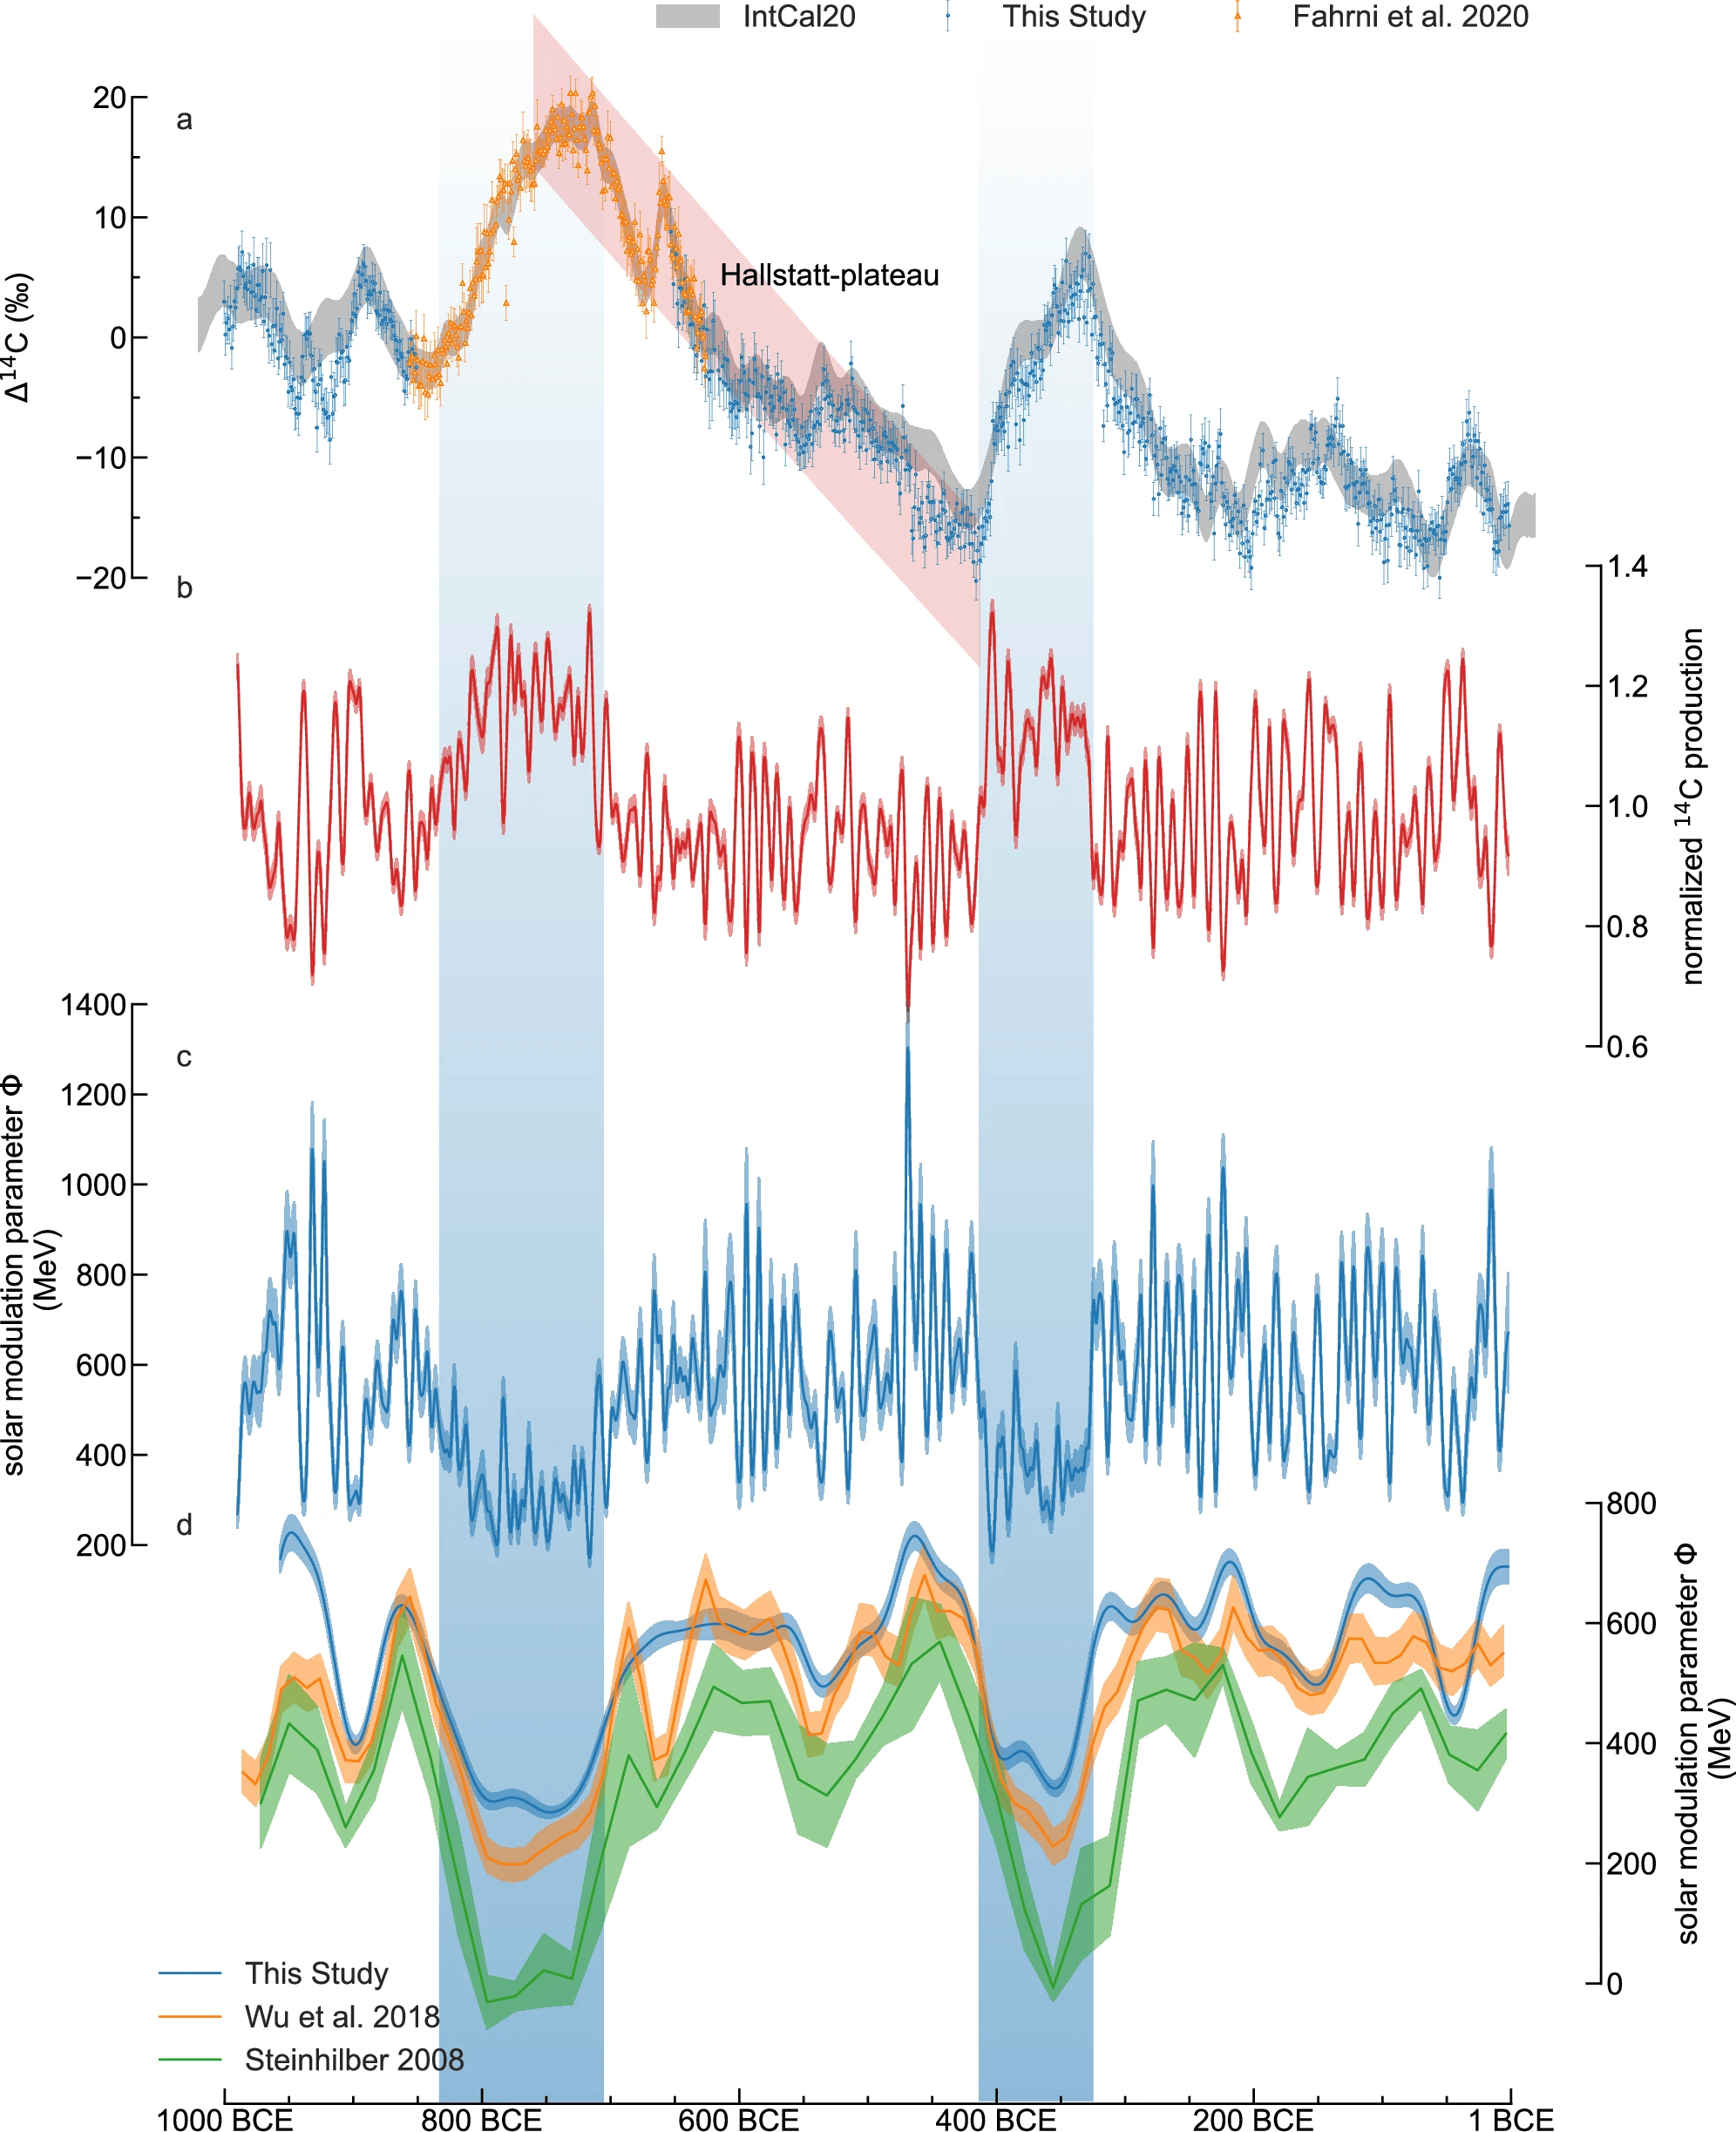 IntCal20 This Study Fahrni et al. 2020
a
20
10
0
−10
−20
Δ¹⁴C (‰)
Hallstatt-plateau
b
1.4
1.2
1.0
0.8
0.6
normalized ¹⁴C production
c
1400
1200
1000
800
600
400
200
solar modulation parameter Φ
(MeV)
d
800
600
400
200
0
solar modulation parameter Φ
(MeV)
This Study
Wu et al. 2018
Steinhilber 2008
1000 BCE 800 BCE 600 BCE 400 BCE 200 BCE 1 BCE